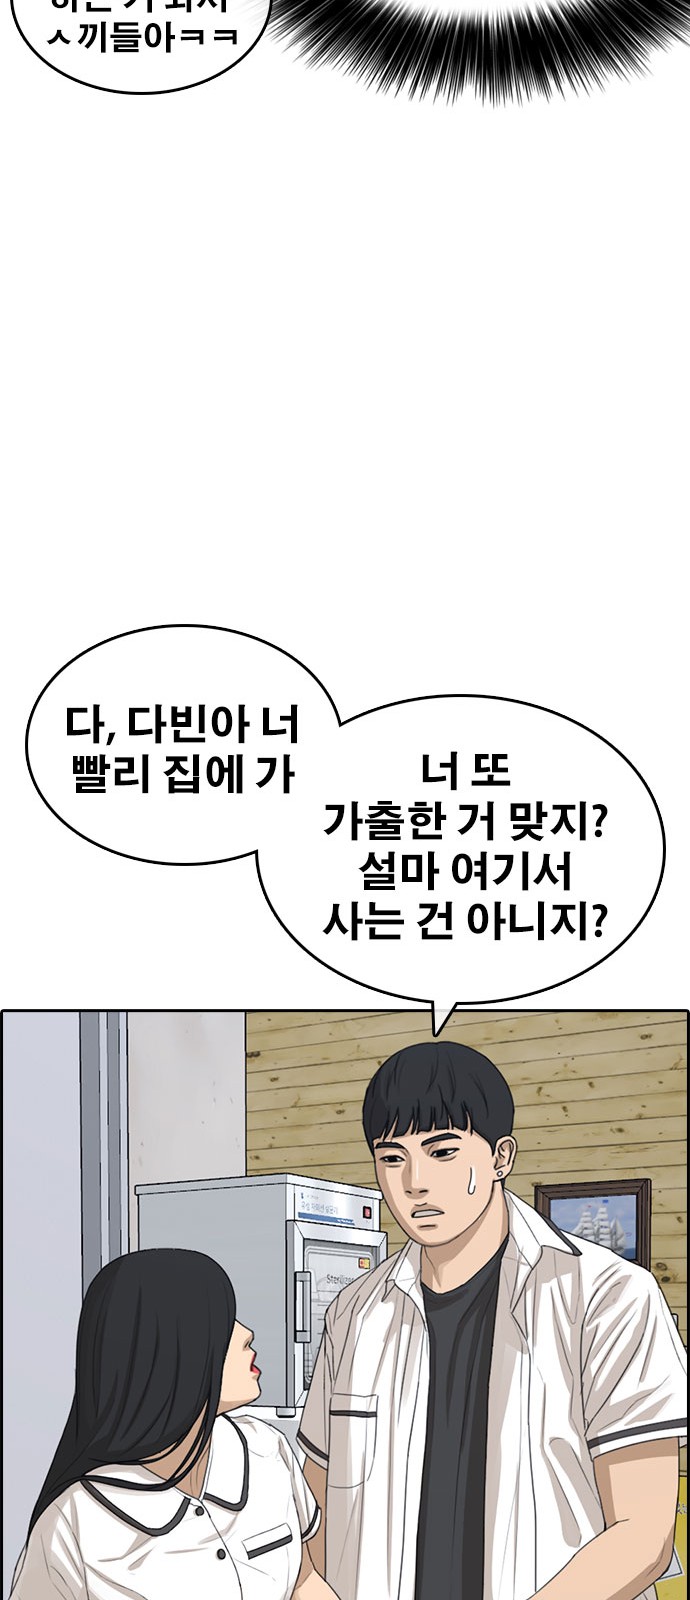 ㅅ끼들아ㅋㅋ
다, 다빈아 너
빨리 집에 가
너 또
가출한 거 맞지?
설마 여기서
사는 건 아니지?
Sterilizer